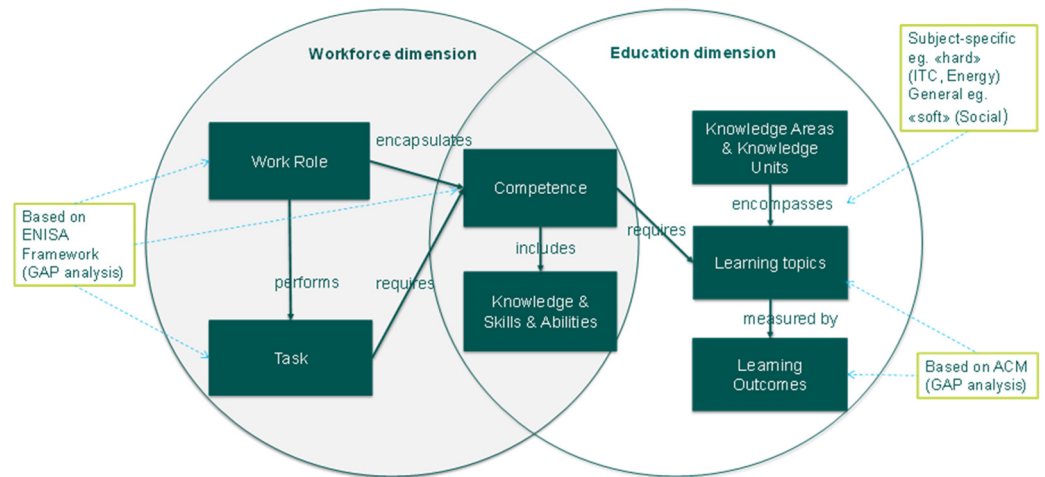 Workforce dimension
Education dimension
Subject-specific
eg. «hard»
(ITC, Energy)
General eg.
«soft» (Social)
Work Role
encapsulates
Competence
Knowledge Areas
& Knowledge
Units
encompasses
Based on
ENISA
Framework
(GAP analysis)
performs
requires
includes
requires
Learning topics
Knowledge &
Skills & Abilities
measured by
Task
Learning
Outcomes
Based on ACM
(GAP analysis)